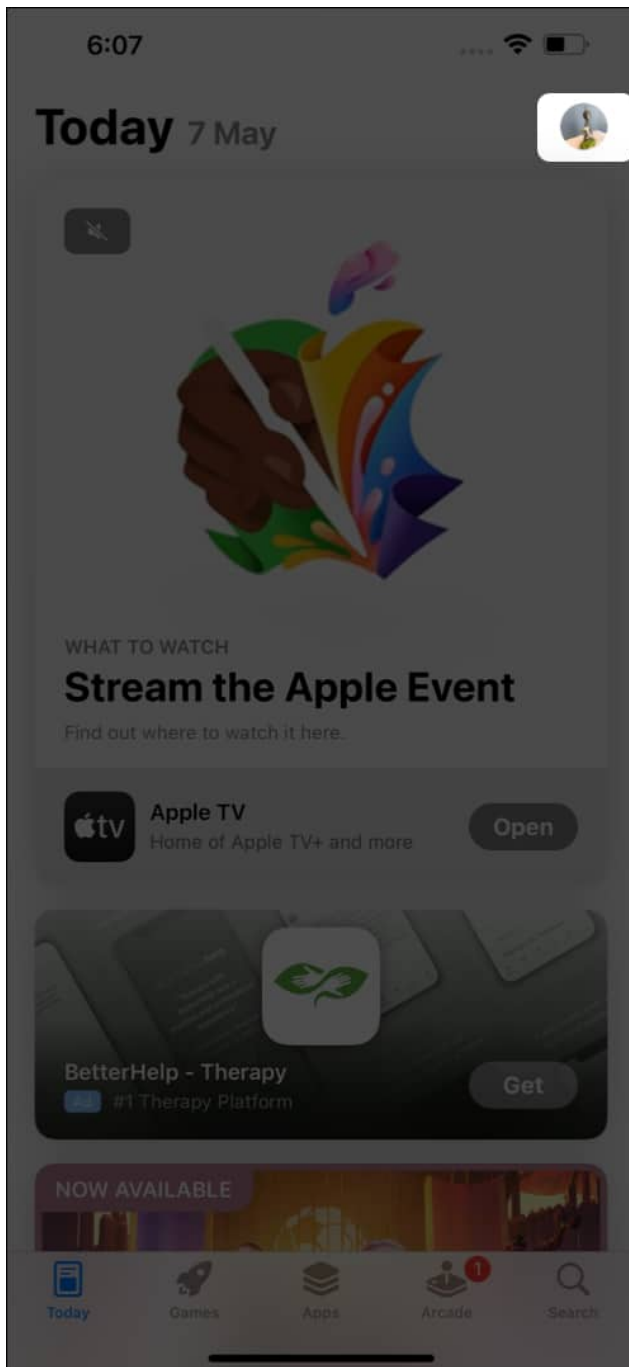 6:07
Today 7 May
WHAT TO WATCH
Stream the Apple Event
Find out where to watch it here.
tv
Apple TV
Home of Apple TV+ and more
Open
BetterHelp - Therapy
Ad #1 Therapy Platform
Get
NOW AVAILABLE
1
Today Games Apps Arcade Search